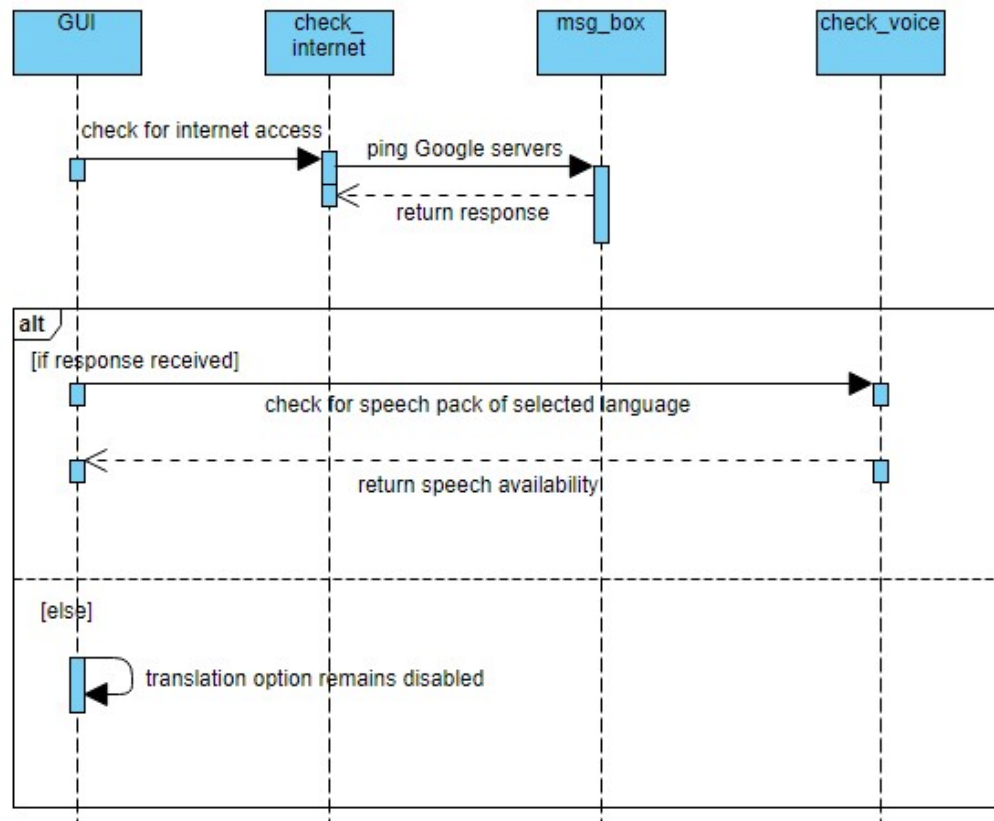 GUI
check_
internet
msg_box
check_voice
check for internet access
ping Google servers
return response
alt
[if response received]
check for speech pack of selected language
return speech availability
[else]
translation option remains disabled